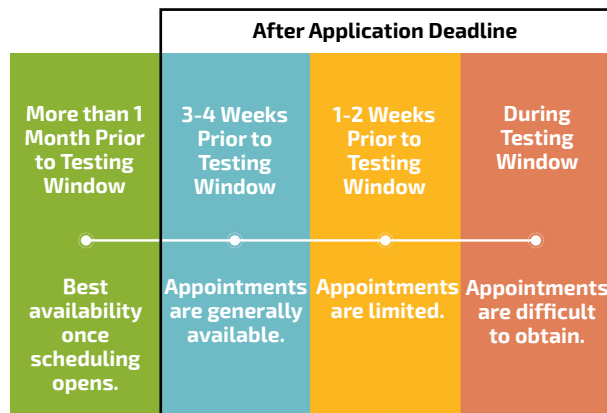 After Application Deadline
More than 1
Month Prior
to Testing
Window
3-4 Weeks
Prior to
Testing
Window
1-2 Weeks
Prior to
Testing
Window
During
Testing
Window
Best
availability
once
scheduling
opens.
Appointments
are generally
available.
Appointments
are limited.
Appointments
are difficult
to obtain.